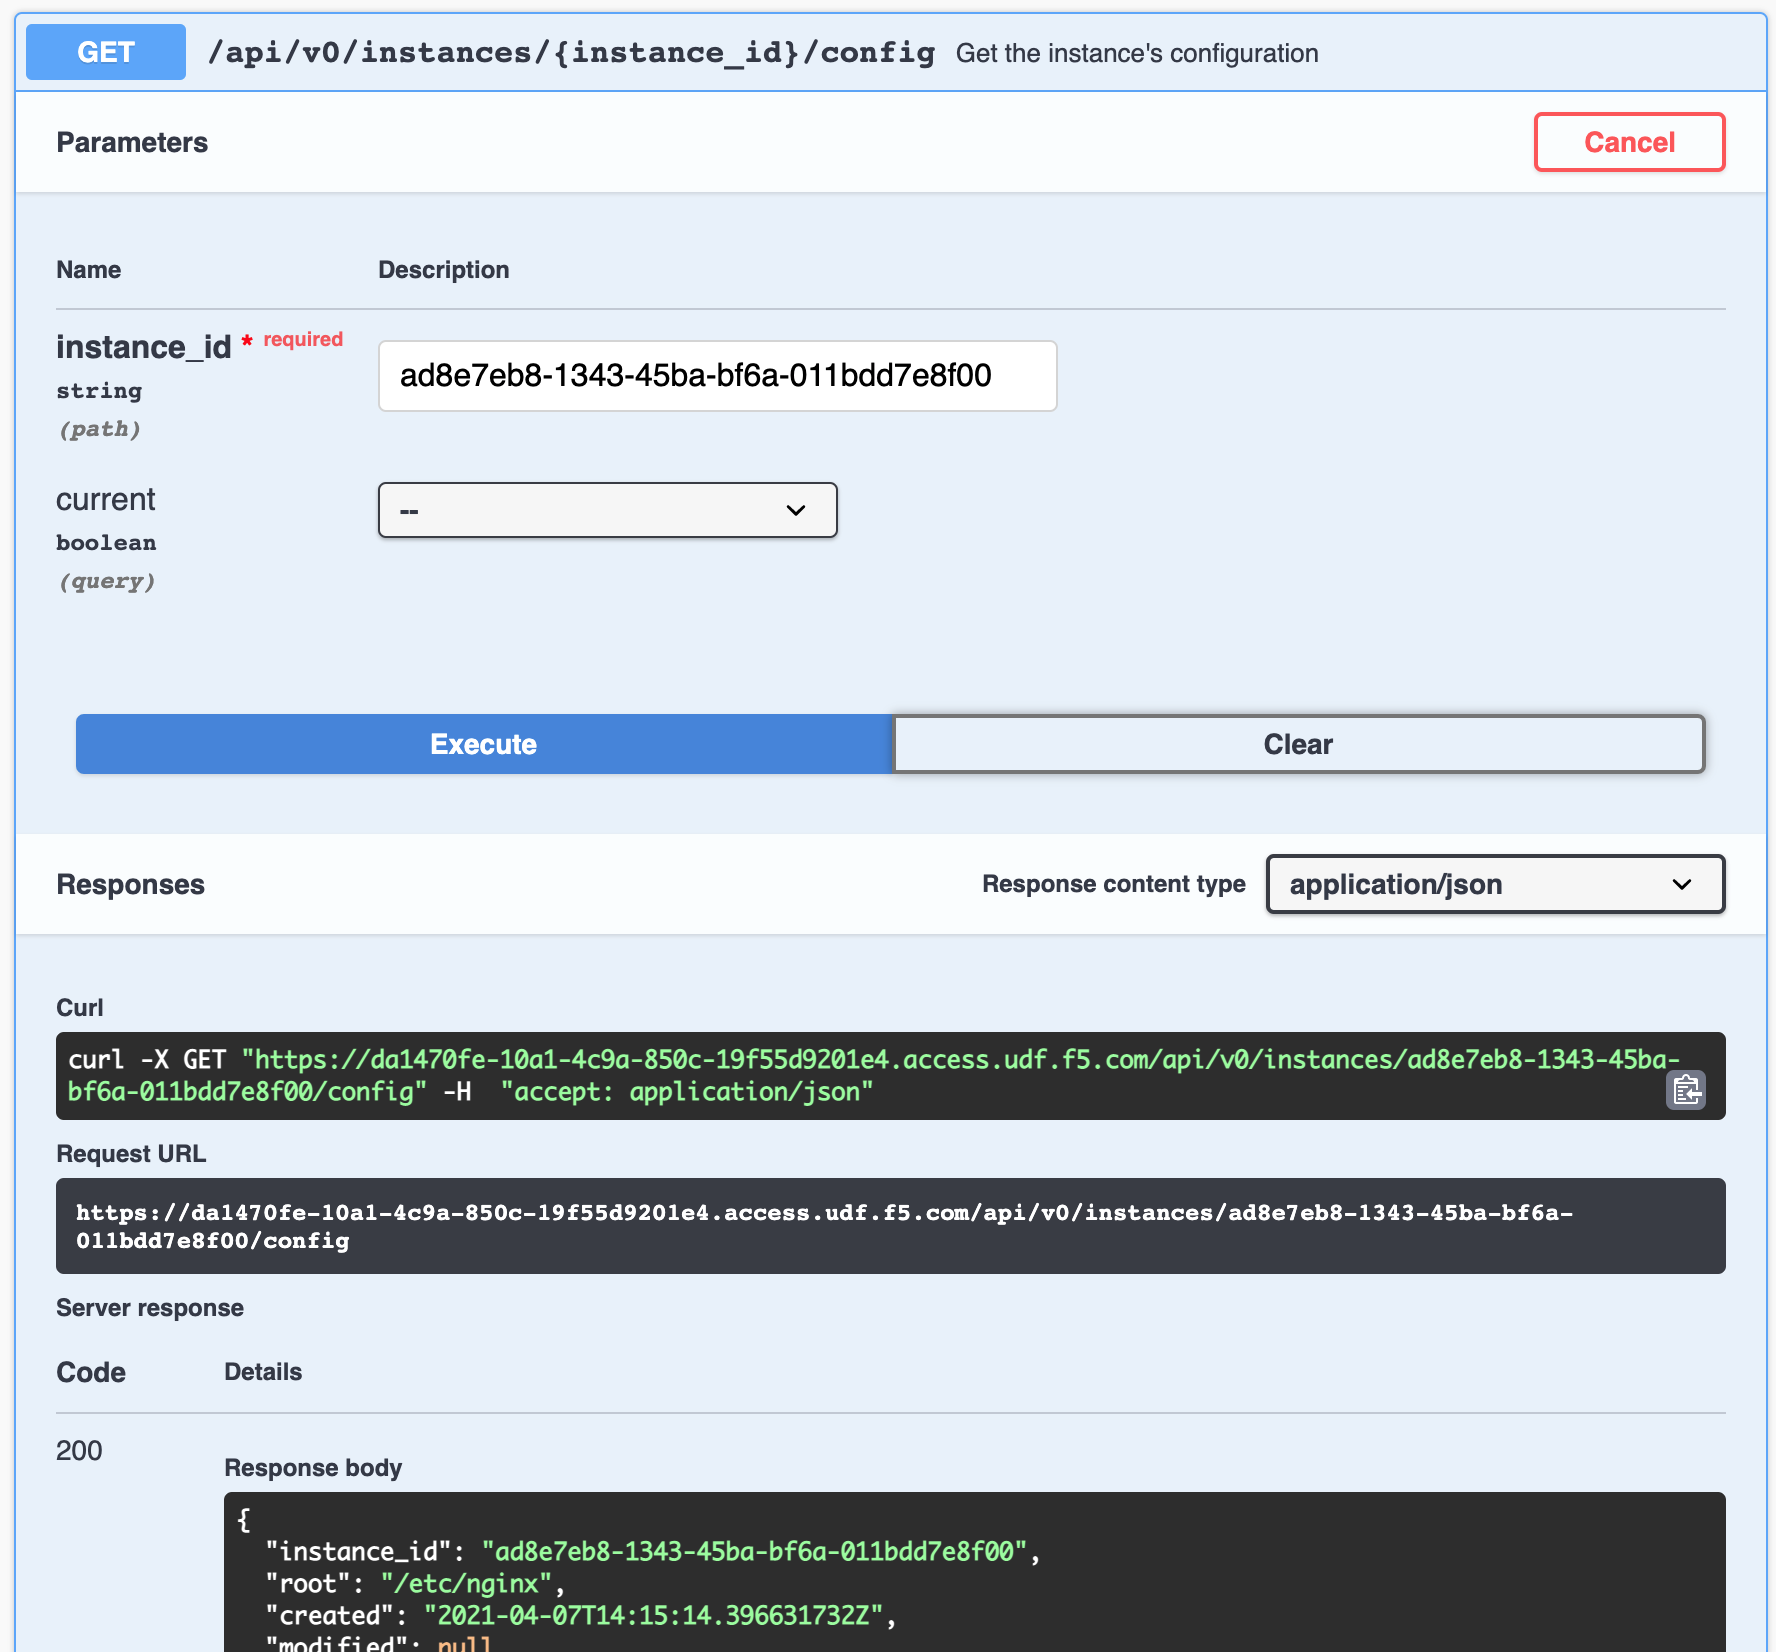 GET /api/v0/instances/{instance_id}/config Get the instance's configuration
Parameters
Cancel
Name Description
instance_id * required
string
(path)
ad8e7eb8-1343-45ba-bf6a-011bdd7e8f00
current
boolean
(query)
--
Execute
Clear
Responses
Response content type
application/json
Curl
curl -X GET "https://da1470fe-10a1-4c9a-850c-19f55d9201e4.access.udf.f5.com/api/v0/instances/ad8e7eb8-1343-45ba-
bf6a-011bdd7e8f00/config" -H  "accept: application/json"
Request URL
https://da1470fe-10a1-4c9a-850c-19f55d9201e4.access.udf.f5.com/api/v0/instances/ad8e7eb8-1343-45ba-bf6a-
011bdd7e8f00/config
Server response
Code Details
200
Response body
{
"instance_id": "ad8e7eb8-1343-45ba-bf6a-011bdd7e8f00",
"root": "/etc/nginx",
"created": "2021-04-07T14:15:14.396631732Z",
"modified": null